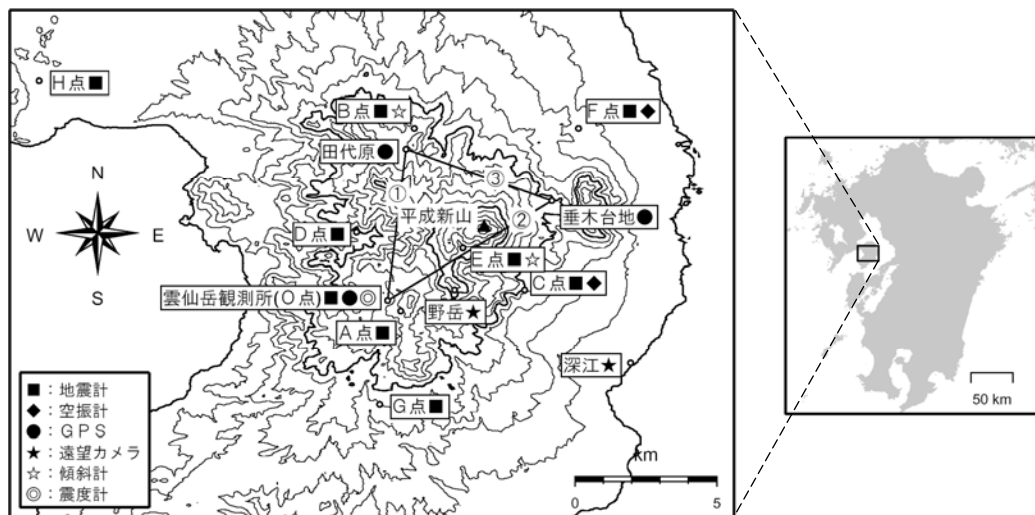 H点■
B点■☆
F点■◆
田代原●
N
W
E
S
①
③
平成新山
②
垂木台地●
D点■
E点■☆
C点■◆
雲仙岳観測所(O点)■●◎
野岳★
A点■
深江★
G点■
■：地震計
◆：空振計
●：GPS
★：遠望カメラ
☆：傾斜計
◎：震度計
km
0
5
50 km